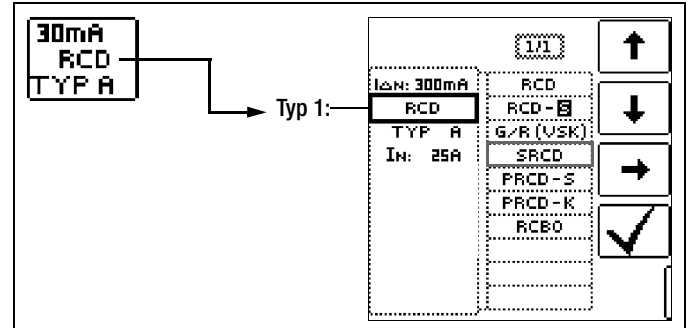 30mA
RCD
TYP A
Typ 1:
[1/1]
I△N: 300mA
RCD
TYP A
IN: 25A
RCD
RCD-S
G/R (VSK)
SRCD
PRCD-S
PRCD-K
RCBO